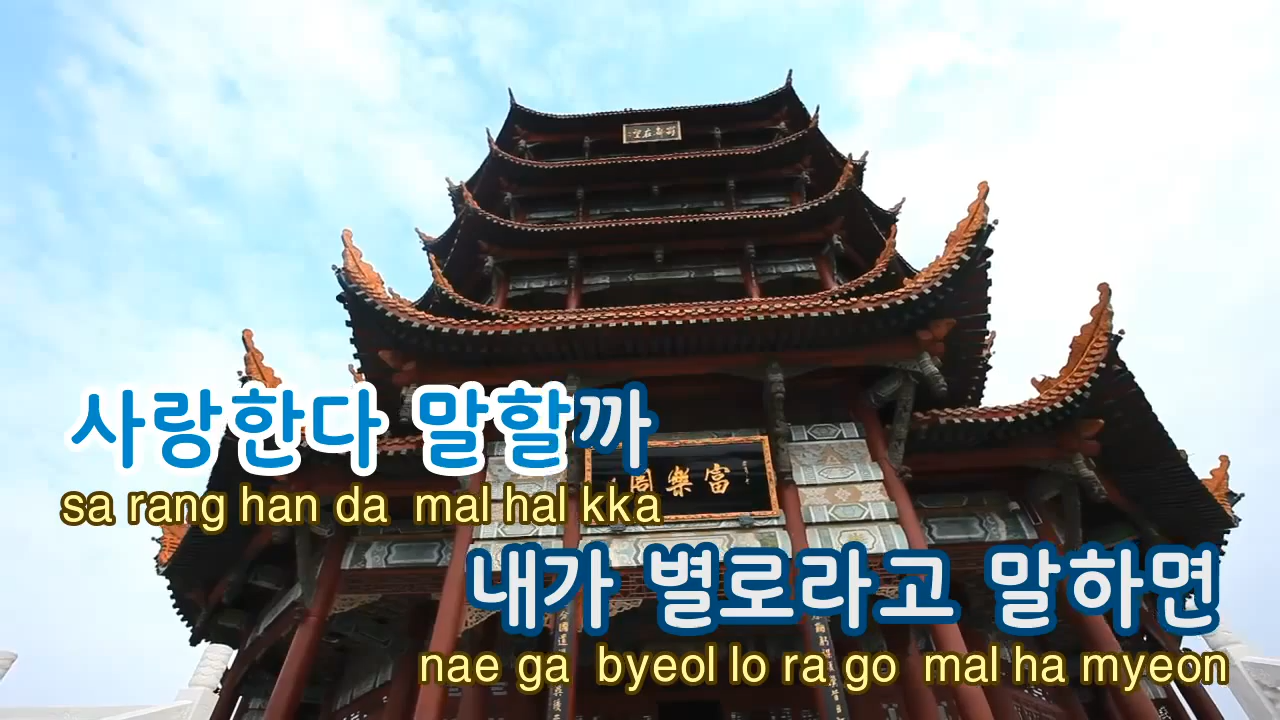 富樂閣
사랑한다 말할까
sa rang han da mal hal kka
내가 별로라고 말하면
nae ga byeol lo ra go mal ha myeon